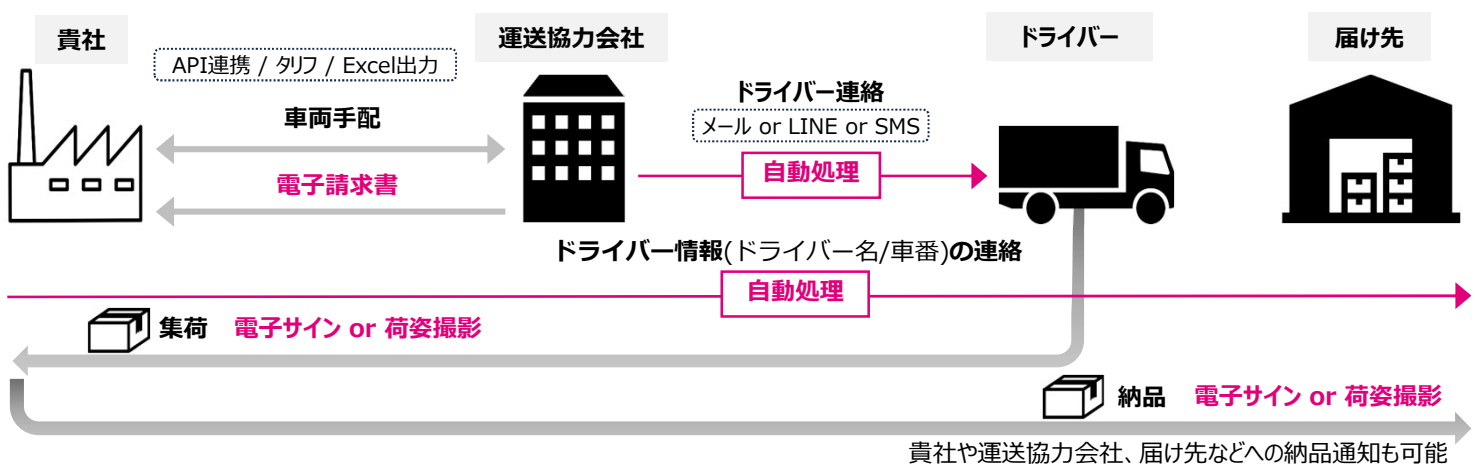 貴社
運送協力会社
ドライバー
届け先
API連携 / タリフ / Excel出力
車両手配
電子請求書
ドライバー連絡
メール or LINE or SMS
自動処理
ドライバー情報(ドライバー名/車番)の連絡
自動処理
集荷 電子サイン or 荷姿撮影
納品 電子サイン or 荷姿撮影
貴社や運送協力会社、届け先などへの納品通知も可能